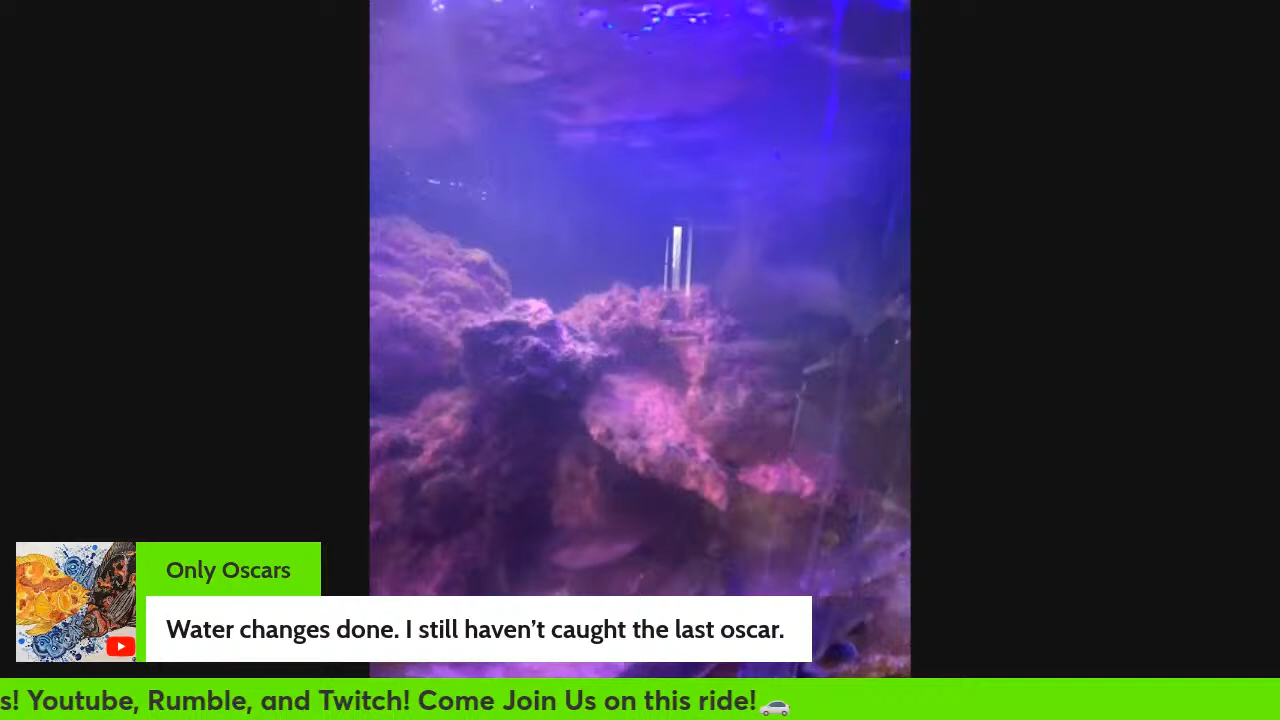 Only Oscars
Water changes done. I still haven’t caught the last oscar.
s! Youtube, Rumble, and Twitch! Come Join Us on this ride!🚗